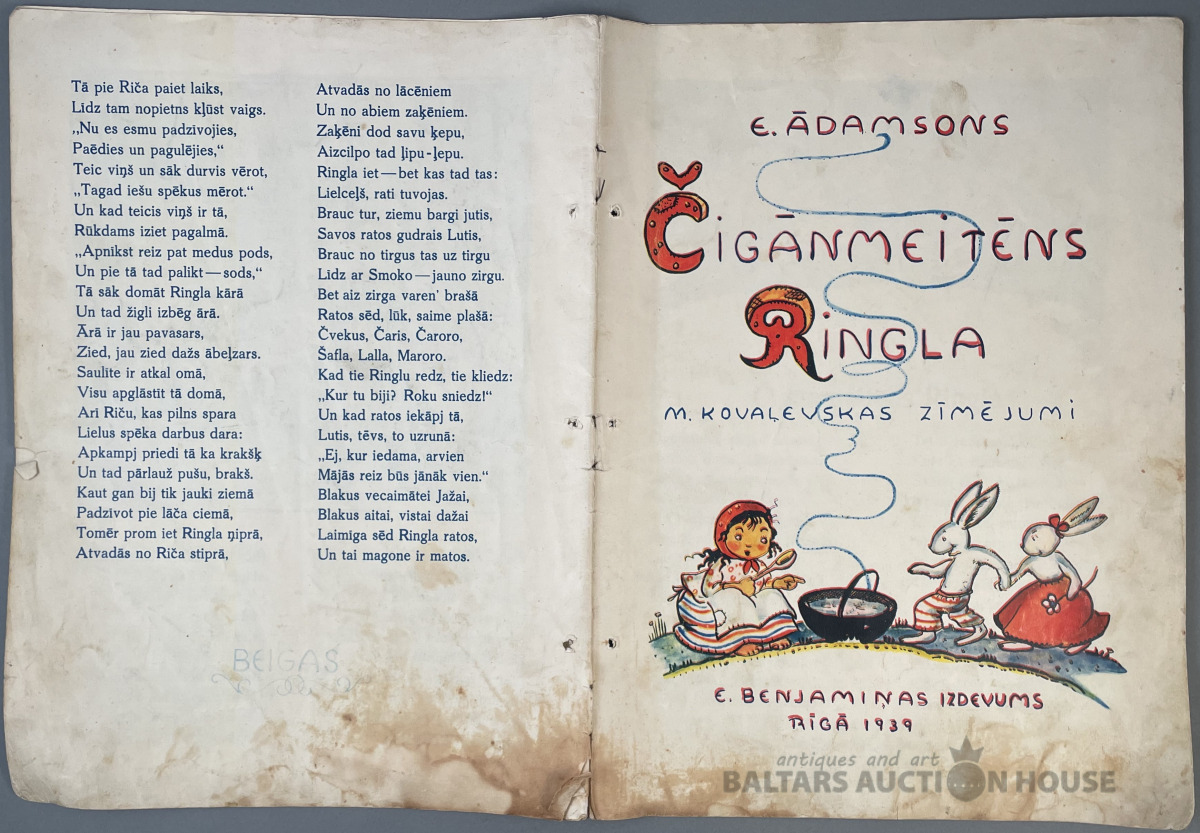 Tā pie Riča paiet laiks,
Līdz tam nopietns kļūst vaigs.
„Nu es esmu padzivojies,
Paēdies un pagulējies,“
Teic viņš un sāk durvis vērot,
„Tagad iešu spēkus mērot.“
Un kad teicis viņš ir tā,
Rūkdams iziet pagalmā.
„Apnīkst reiz pat medus pods,
Un pie tā tad palikt — sods,“
Tā sāk domāt Ringla kārā
Un tad žigli izbēg ārā.
Ārā ir jau pavasars,
Zied, jau zied dažs ābeļzars.
Saulīte ir atkal omā,
Visu apglāstīt tā domā,
Arī Riču, kas pilns spara
Lielus spēka darbus dara:
Apkampj priedi tā ka krakšķ
Un tad pārlauž pušu, brakš.
Kaut gan bij tik jauki ziemā
Padzivot pie lāča ciemā,
Tomēr prom iet Ringla ņiprā,
Atvadās no Riča stiprā,
Atvadās no lācēniem
Un no abiem zaķēniem.
Zaķēni dod savu ķepu,
Aizcilpo tad ļipu-ļepu.
Ringla iet — bet kas tad tas:
Lielceļš, rati tuvojas.
Brauc tur, ziemu bargi jutis,
Savos ratos gudrais Lutis,
Brauc no tirgus tas uz tirgu
Līdz ar Smoko — jauno zirgu.
Bet aiz zirga varen' brašā
Ratos sēd, lūk, saime plašā:
Čvekus, Čaris, Čaroro,
Šafla, Lalla, Maroro.
Kad tie Ringlu redz, tie kliedz:
„Kur tu biji? Roku sniedz!“
Un kad ratos iekāpj tā,
Lutis, tēvs, to uzrunā:
„Ej, kur iedama, arvien
Mājās reiz būs jānāk vien.“
Blakus vecaimātei Jažai,
Blakus aitai, vistai dažai
Laimiga sēd Ringla ratos,
Un tai magone ir matos.
BEIGAS
E. ĀDAMSONS
ČIGĀNMEITĒNS
RINGLA
M. KOVAĻEVSKAS ZĪMĒJUMI
E. BENJAMIŅAS IZDEVUMS
RĪGĀ 1939
antiques and art
BALTARS AUCTION HOUSE